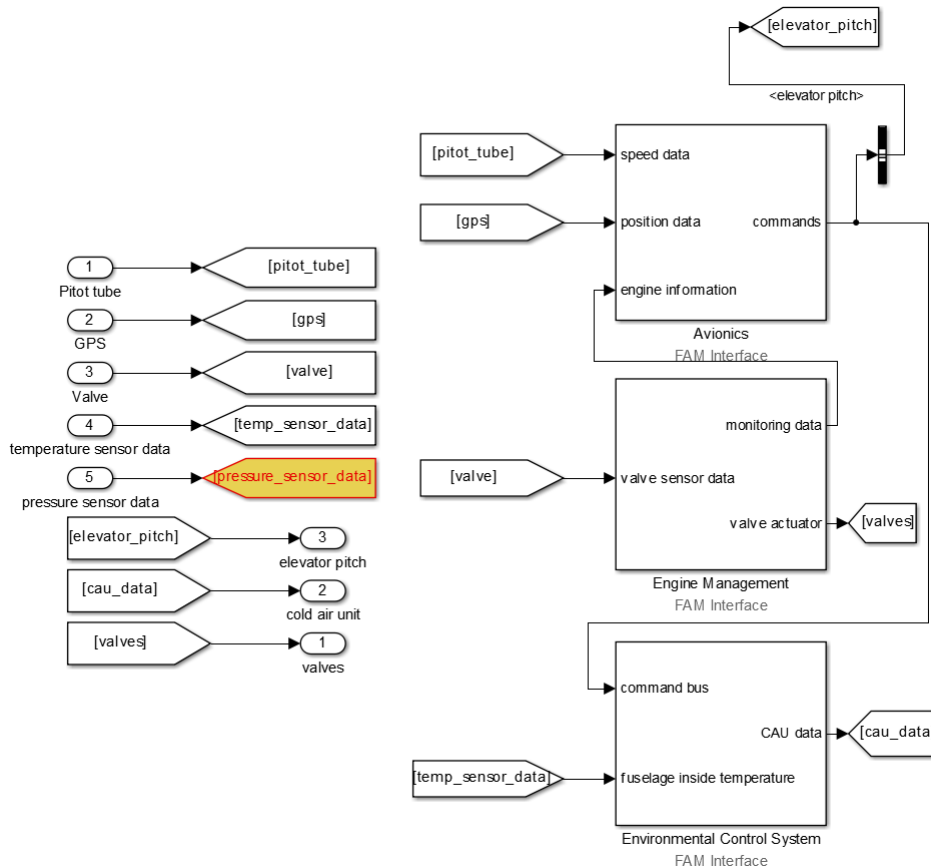 [elevator_pitch]
<elevator pitch>
[pitot_tube]
speed data
[gps]
position data
commands
engine information
Avionics
FAM Interface
1
[pitot_tube]
Pitot tube
2
[gps]
GPS
3
[valve]
Valve
4
[temp_sensor_data]
temperature sensor data
5
[pressure_sensor_data]
pressure sensor data
[elevator_pitch]
3
elevator pitch
[cau_data]
2
cold air unit
[valves]
1
valves
monitoring data
[valve]
valve sensor data
valve actuator
[valves]
Engine Management
FAM Interface
command bus
CAU data
[cau_data
[temp_sensor_data]
fuselage inside temperature
Environmental Control System
FAM Interface